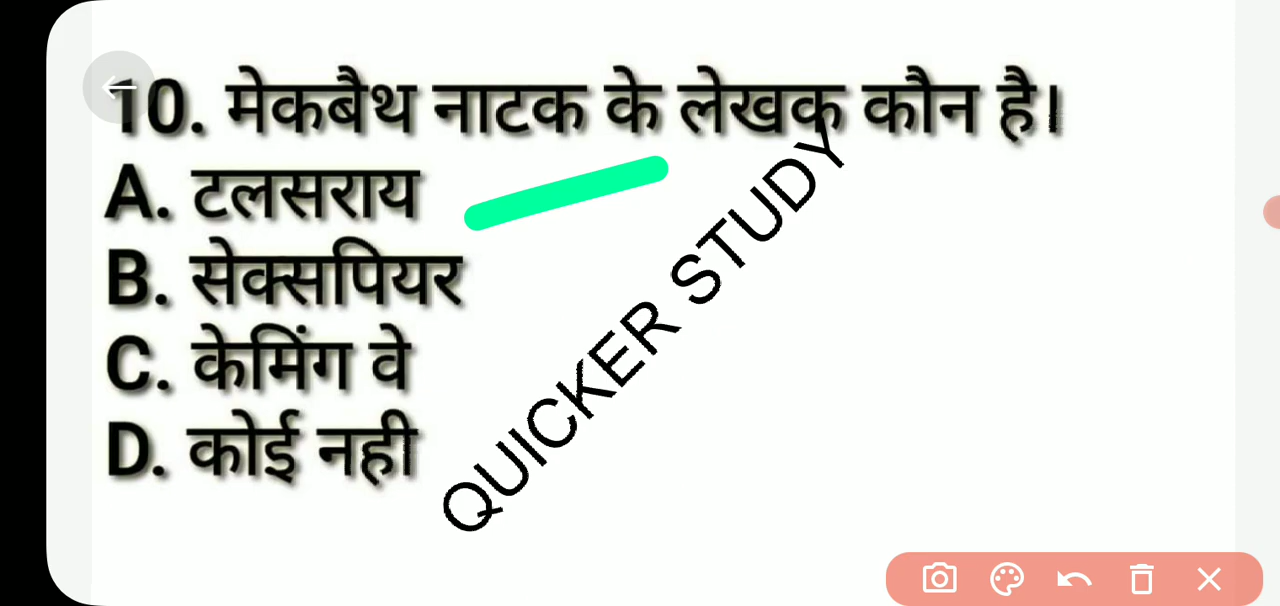 10. मेकबैथ नाटक के लेखक कौन है।
A. टलसराय
B. सेक्सपियर
C. केमिंग वे
D. कोई नही
QUICKER STUDY